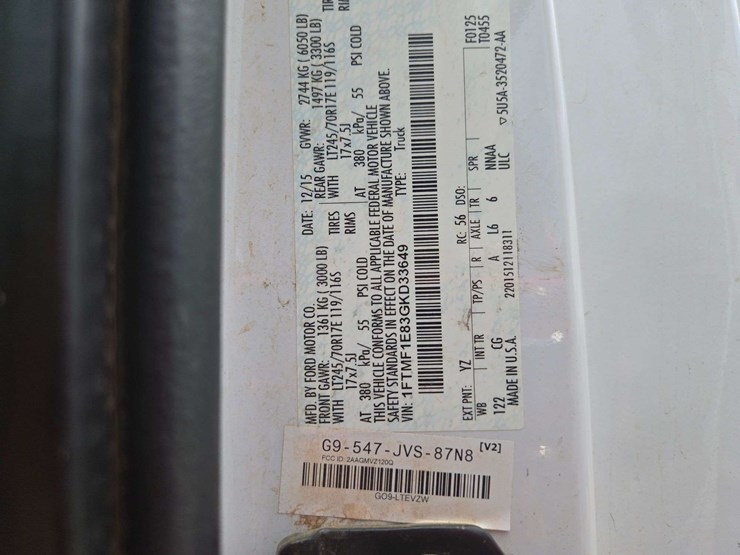 MFD. BY FORD MOTOR CO.
DATE: 12/15 GVWR: 2744 KG ( 6050 LB)
FRONT GAWR: 1361 KG ( 3000 LB) REAR GAWR: 1497 KG ( 3300 LB)
WITH LT245/70R17E 119/116S TIRES WITH LT245/70R17E 119/116S
17x7.5J RIMS 17x7.5J
AT 380 kPa/ 55 PSI COLD AT 380 kPa/ 55 PSI COLD
THIS VEHICLE CONFORMS TO ALL APPLICABLE FEDERAL MOTOR VEHICLE
SAFETY STANDARDS IN EFFECT ON THE DATE OF MANUFACTURE SHOWN ABOVE.
VIN: 1FTMF1E83GKD33649 TYPE: Truck
F0125
T0455
EXT PNT: YZ RC: 56 DSO:
WB INT TR TP/PS R AXLE TR SPR
122 CG A L6 6 NNAA
ULC
MADE IN U.S.A. 2201512118311 ▽5U5A-3520472-AA
G9-547-JVS-87N8 [V2]
FCC ID: 2AAGMVZ120Q
GO9-LTEVZW